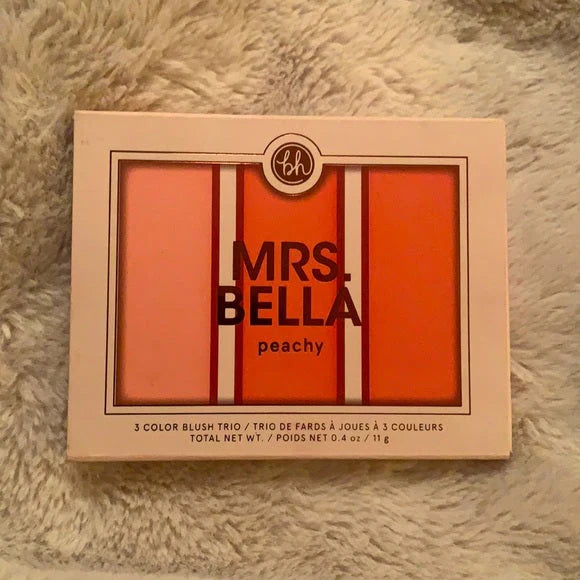 bh
MRS.
BELLA
peachy
3 COLOR BLUSH TRIO / TRIO DE FARDS À JOUES À 3 COULEURS
TOTAL NET WT. / POIDS NET 0.4 oz / 11 g